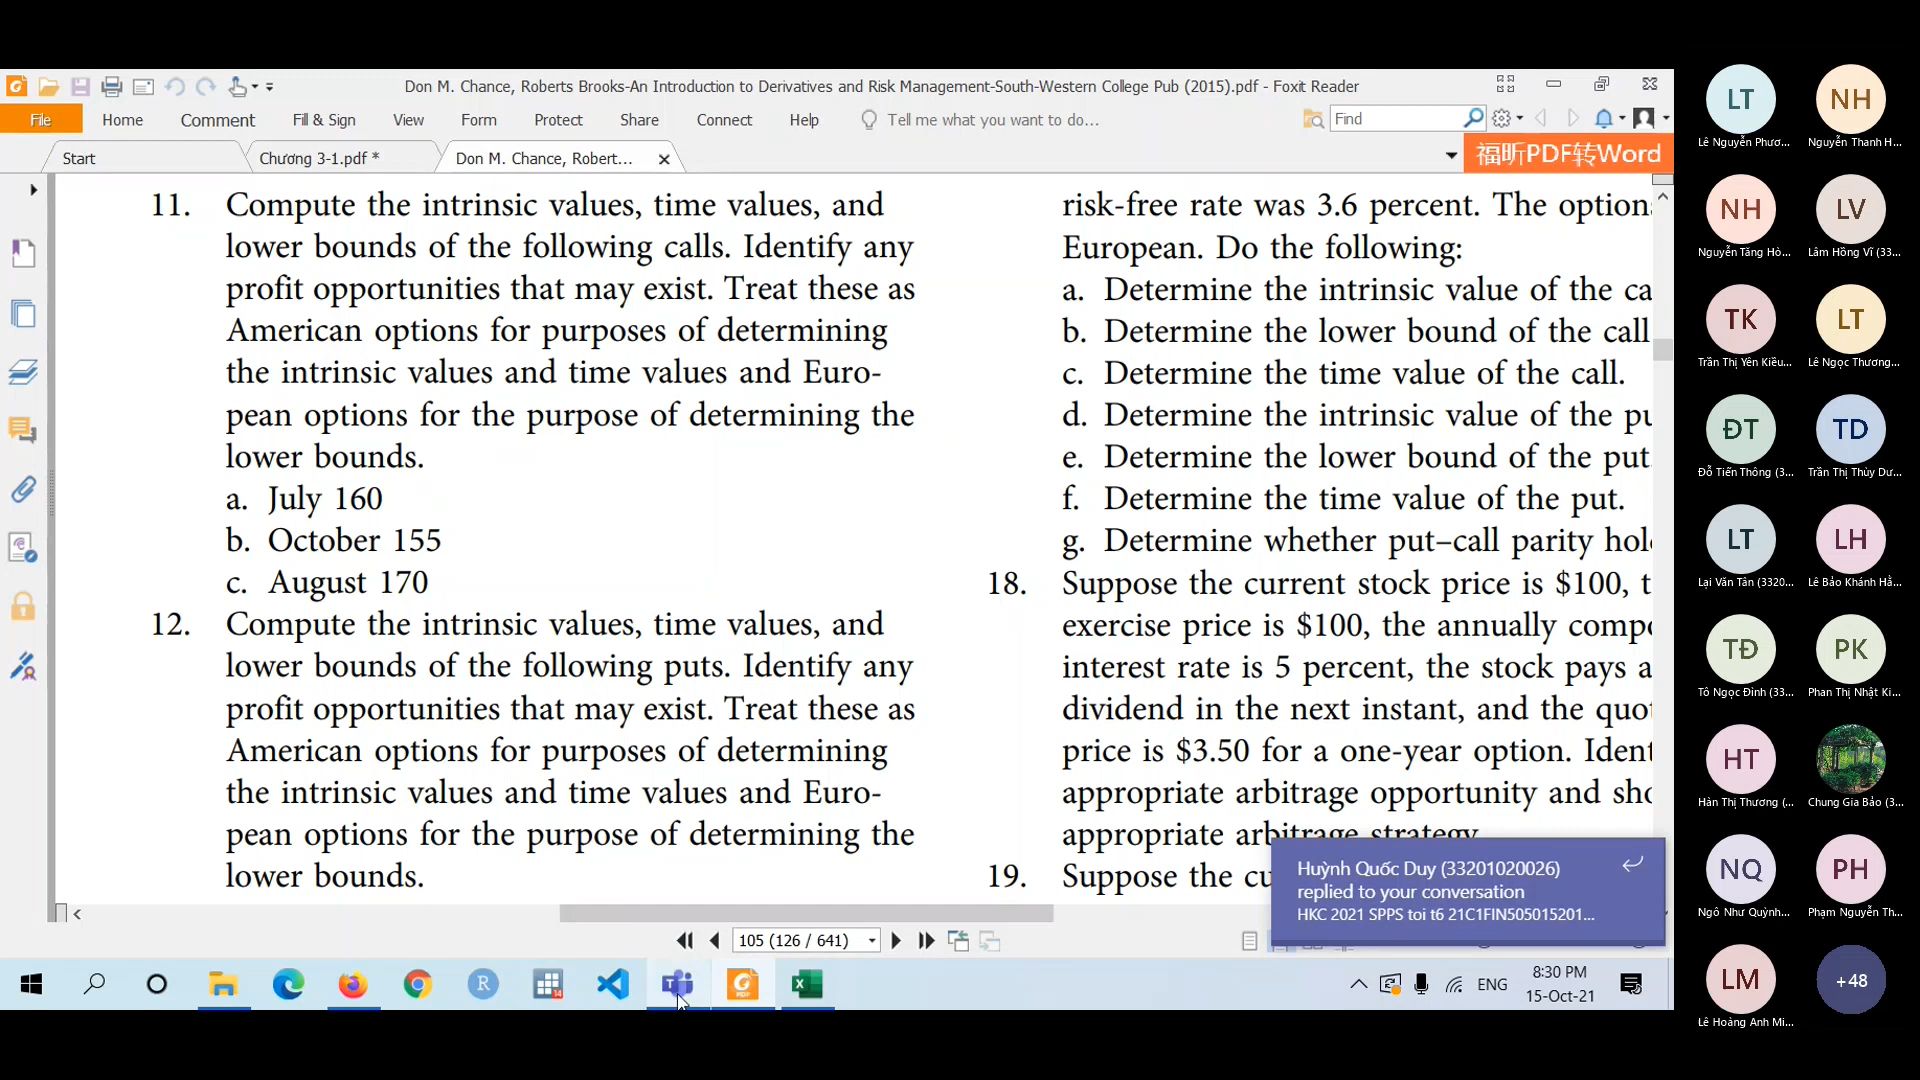 Don M. Chance, Roberts Brooks-An Introduction to Derivatives and Risk Management-South-Western College Pub (2015).pdf - Foxit Reader
File Home Comment Fill & Sign View Form Protect Share Connect Help Tell me what you want to do... Find
Start Chương 3-1.pdf * Don M. Chance, Robert... 福昕PDF转Word
11. Compute the intrinsic values, time values, and
lower bounds of the following calls. Identify any
profit opportunities that may exist. Treat these as
American options for purposes of determining
the intrinsic values and time values and Euro-
pean options for the purpose of determining the
lower bounds.
a. July 160
b. October 155
c. August 170
12. Compute the intrinsic values, time values, and
lower bounds of the following puts. Identify any
profit opportunities that may exist. Treat these as
American options for purposes of determining
the intrinsic values and time values and Euro-
pean options for the purpose of determining the
lower bounds.
risk-free rate was 3.6 percent. The option
European. Do the following:
a. Determine the intrinsic value of the ca
b. Determine the lower bound of the call
c. Determine the time value of the call.
d. Determine the intrinsic value of the pu
e. Determine the lower bound of the put
f. Determine the time value of the put.
g. Determine whether put–call parity hol
18. Suppose the current stock price is $100, t
exercise price is $100, the annually comp
interest rate is 5 percent, the stock pays a
dividend in the next instant, and the quo
price is $3.50 for a one-year option. Ident
appropriate arbitrage opportunity and sho
appropriate arbitrage strategy.
19. Suppose the cu
Huỳnh Quốc Duy (33201020026)
replied to your conversation
HKC 2021 SPPS toi t6 21C1FIN505015201...
105 (126 / 641)
ENG
8:30 PM
15-Oct-21
LT NH
Lê Nguyễn Phươ... Nguyễn Thanh H...
NH LV
Nguyễn Tăng Hò... Lâm Hồng Vĩ (33...
TK LT
Trần Thị Yến Kiều... Lê Ngọc Thương...
ĐT TD
Đỗ Tiến Thông (3... Trần Thị Thùy Dư...
LT LH
Lại Văn Tân (3320... Lê Bảo Khánh Hằ...
TĐ PK
Tô Ngọc Đình (33... Phan Thị Nhật Ki...
HT
Hàn Thị Thương (... Chung Gia Bảo (3...
NQ PH
Ngô Như Quỳnh... Phạm Nguyễn Th...
LM +48
Lê Hoàng Anh Mi...